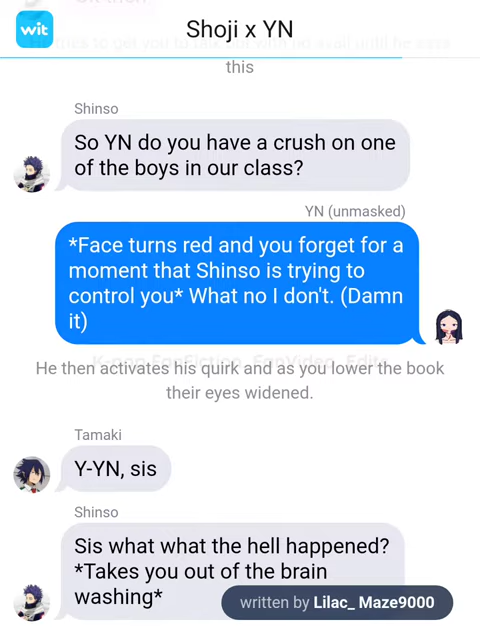 wit
Shoji x YN
this
Shinso
So YN do you have a crush on one
of the boys in our class?
YN (unmasked)
*Face turns red and you forget for a
moment that Shinso is trying to
control you* What no I don't. (Damn
it)
He then activates his quirk and as you lower the book
their eyes widened.
Tamaki
Y-YN, sis
Shinso
Sis what what the hell happened?
*Takes you out of the brain
washing*
written by Lilac_ Maze9000